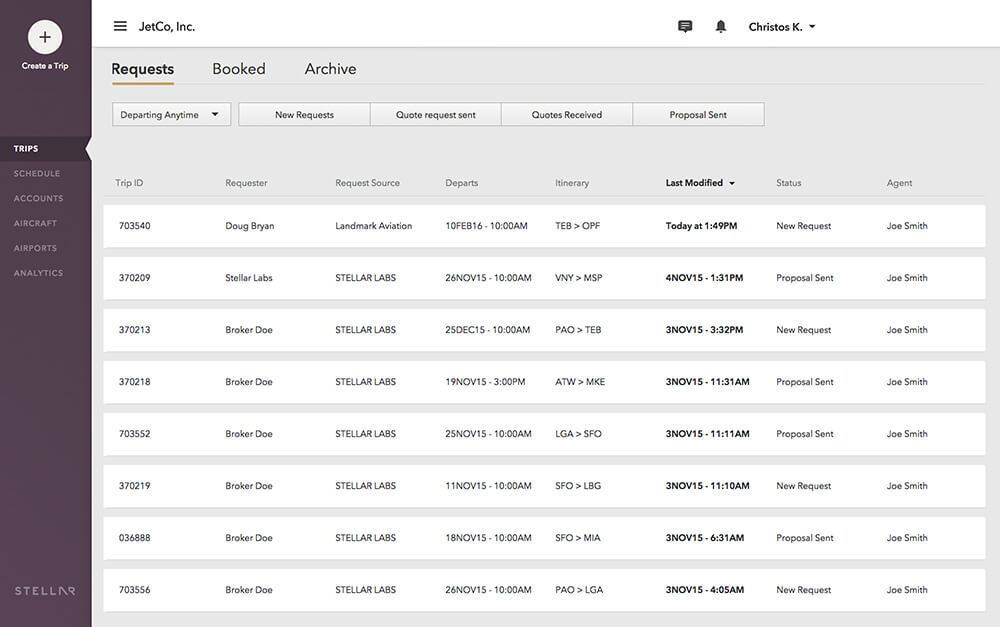 JetCo, Inc. Christos K.
Create a Trip
Requests Booked Archive
Departing Anytime New Requests Quote request sent Quotes Received Proposal Sent
TRIPS
SCHEDULE
ACCOUNTS
AIRCRAFT
AIRPORTS
ANALYTICS
Trip ID Requester Request Source Departs Itinerary Last Modified Status Agent
703540 Doug Bryan Landmark Aviation 10FEB16 - 10:00AM TEB > OPF Today at 1:49PM New Request Joe Smith
370209 Stellar Labs STELLAR LABS 26NOV15 - 10:00AM VNY > MSP 4NOV15 - 1:31PM Proposal Sent Joe Smith
370213 Broker Doe STELLAR LABS 25DEC15 - 10:00AM PAO > TEB 3NOV15 - 3:32PM New Request Joe Smith
370218 Broker Doe STELLAR LABS 19NOV15 - 3:00PM ATW > MKE 3NOV15 - 11:31AM Proposal Sent Joe Smith
703552 Broker Doe STELLAR LABS 25NOV15 - 10:00AM LGA > SFO 3NOV15 - 11:11AM Proposal Sent Joe Smith
370219 Broker Doe STELLAR LABS 11NOV15 - 10:00AM SFO > LBG 3NOV15 - 11:10AM New Request Joe Smith
036888 Broker Doe STELLAR LABS 18NOV15 - 10:00AM SFO > MIA 3NOV15 - 6:31AM Proposal Sent Joe Smith
703556 Broker Doe STELLAR LABS 26NOV15 - 10:00AM PAO > LGA 3NOV15 - 4:05AM New Request Joe Smith
STELLAR